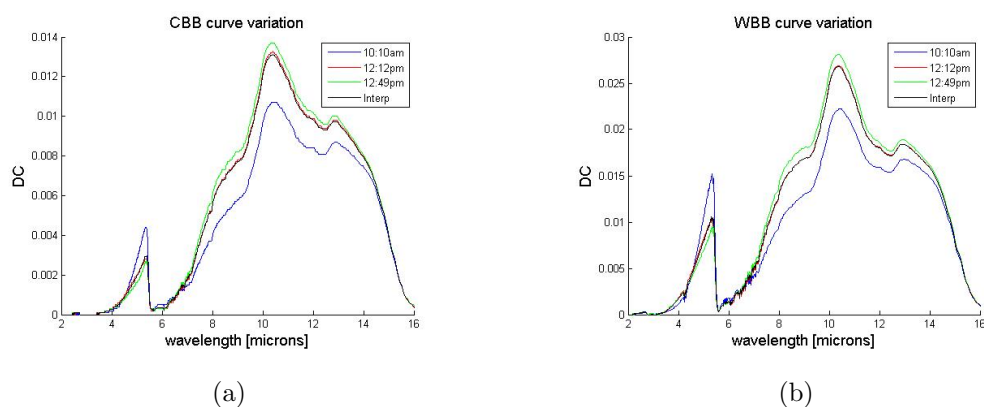 CBB curve variation
0.014
0.012
0.01
0.008
0.006
0.004
0.002
0
DC
2
4
6
8
10
12
14
16
wavelength [microns]
10:10am
12:12pm
12:49pm
Interp
(a)
WBB curve variation
0.03
0.025
0.02
0.015
0.01
0.005
0
DC
2
4
6
8
10
12
14
16
wavelength [microns]
10:10am
12:12pm
12:49pm
Interp
(b)